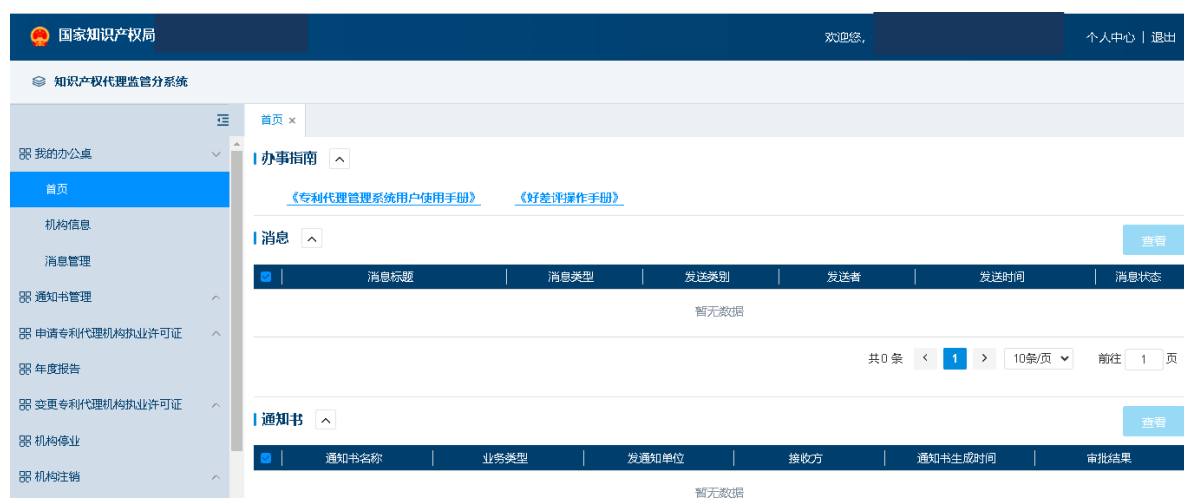 国家知识产权局
欢迎您,
个人中心 | 退出
知识产权代理监管分系统
首页 ×
我的办公桌
首页
机构信息
消息管理
通知书管理
申请专利代理机构执业许可证
年度报告
变更专利代理机构执业许可证
机构停业
机构注销
办事指南
《专利代理管理系统用户使用手册》 《好差评操作手册》
消息
查看
消息标题 消息类型 发送类别 发送者 发送时间 消息状态
暂无数据
共0条 < 1 > 10条/页 前往 1 页
通知书
查看
通知书名称 业务类型 发通知单位 接收方 通知书生成时间 审批结果
暂无数据